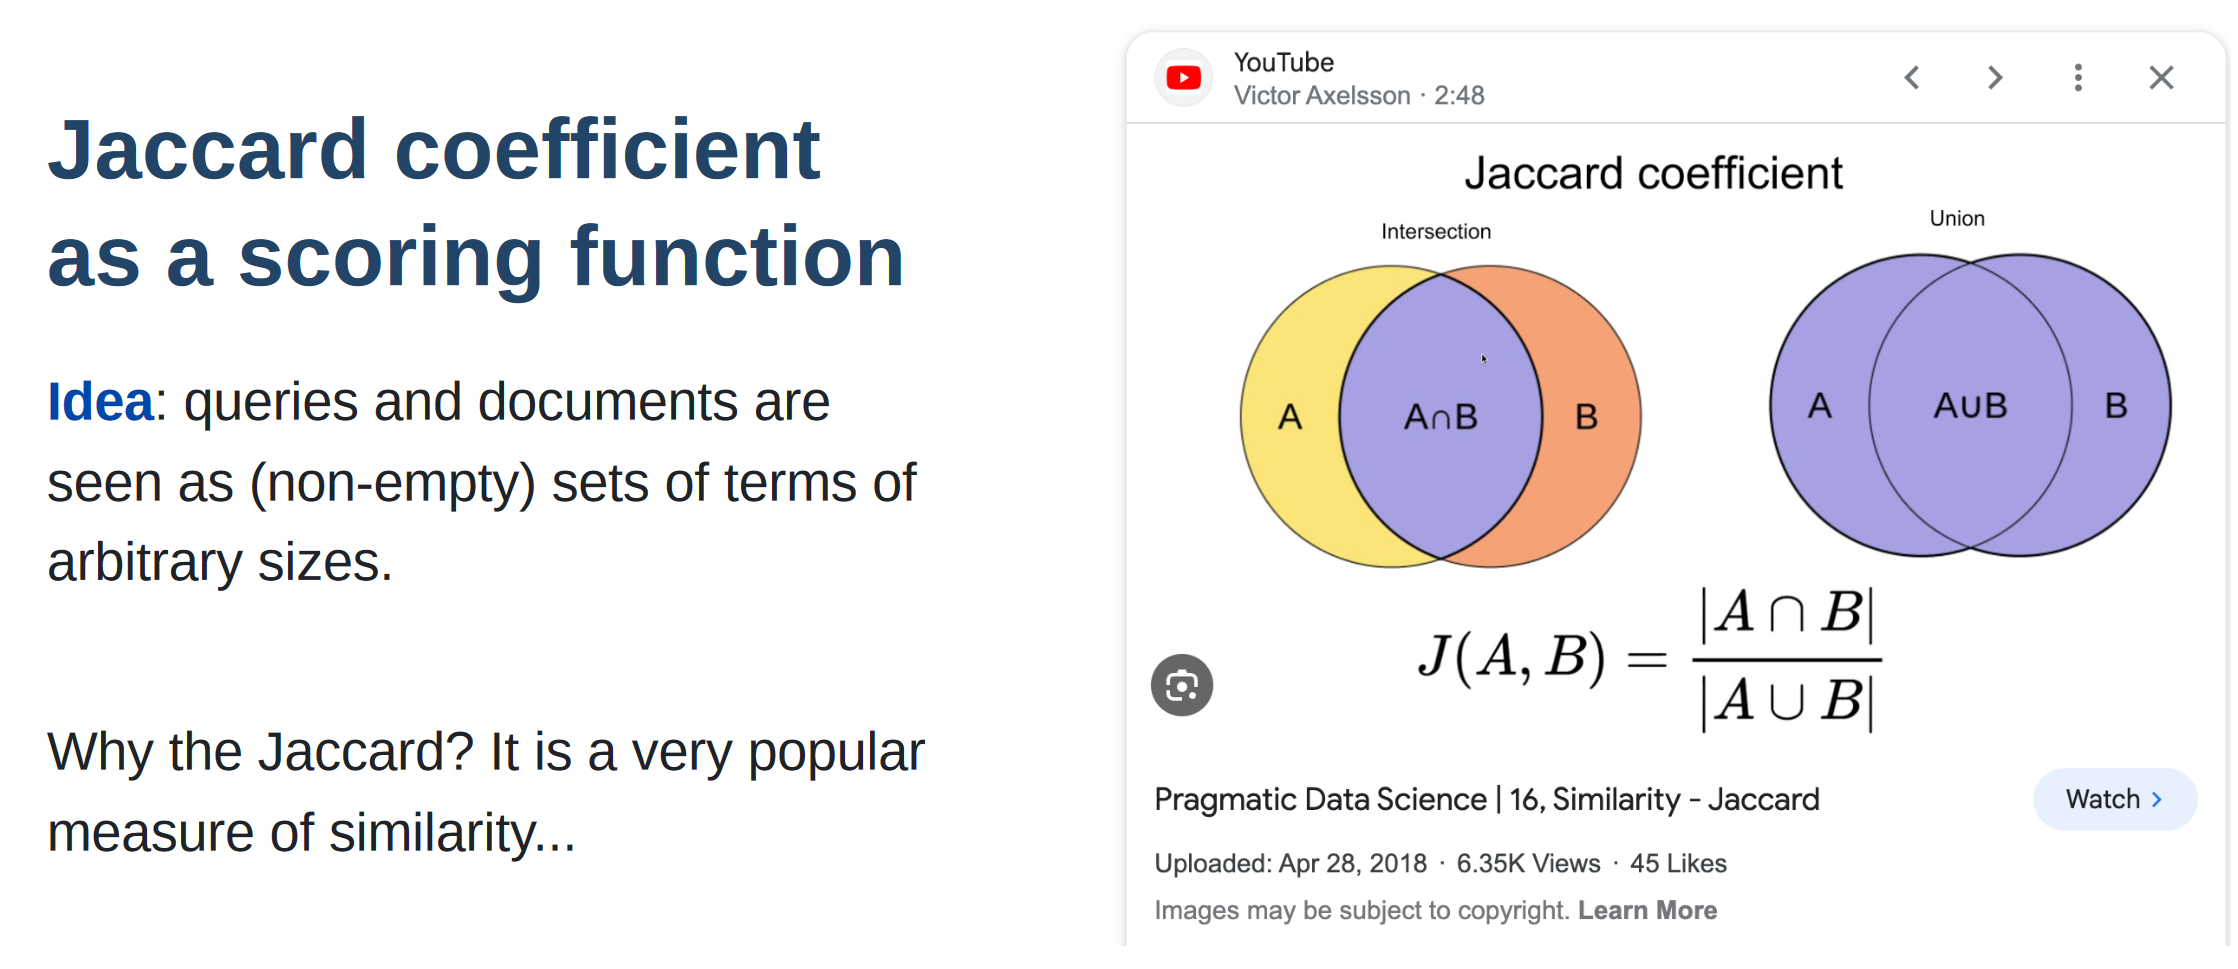 Jaccard coefficient
as a scoring function
Idea: queries and documents are
seen as (non-empty) sets of terms of
arbitrary sizes.
Why the Jaccard? It is a very popular
measure of similarity...
YouTube
Victor Axelsson · 2:48
Jaccard coefficient
Intersection
Union
A
A∩B
B
A
A∪B
B
J(A, B) = |A ∩ B| / |A ∪ B|
Pragmatic Data Science | 16, Similarity - Jaccard
Watch >
Uploaded: Apr 28, 2018 · 6.35K Views · 45 Likes
Images may be subject to copyright. Learn More